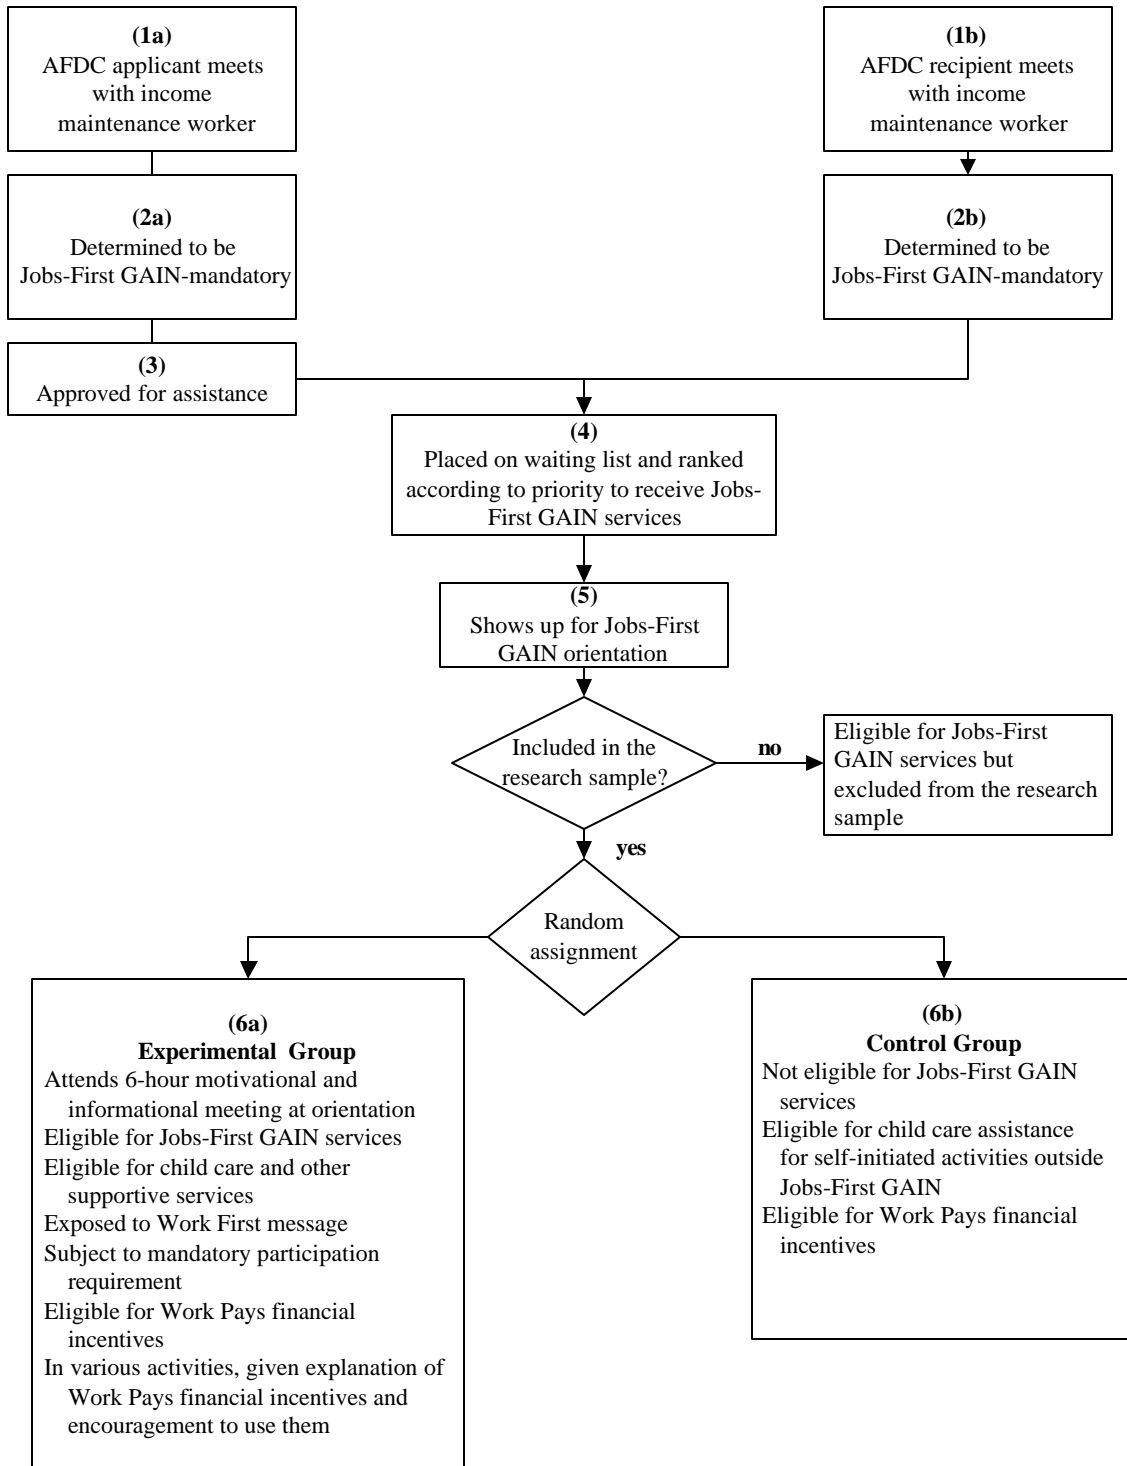 (1a)
AFDC applicant meets
with income
maintenance worker
(1b)
AFDC recipient meets
with income
maintenance worker
(2a)
Determined to be
Jobs-First GAIN-mandatory
(2b)
Determined to be
Jobs-First GAIN-mandatory
(3)
Approved for assistance
(4)
Placed on waiting list and ranked
according to priority to receive Jobs-
First GAIN services
(5)
Shows up for Jobs-First
GAIN orientation
Included in the
research sample?
no
Eligible for Jobs-First
GAIN services but
excluded from the research
sample
yes
Random
assignment
(6a)
Experimental Group
Attends 6-hour motivational and
informational meeting at orientation
Eligible for Jobs-First GAIN services
Eligible for child care and other
supportive services
Exposed to Work First message
Subject to mandatory participation
requirement
Eligible for Work Pays financial
incentives
In various activities, given explanation of
Work Pays financial incentives and
encouragement to use them
(6b)
Control Group
Not eligible for Jobs-First GAIN
services
Eligible for child care assistance
for self-initiated activities outside
Jobs-First GAIN
Eligible for Work Pays financial
incentives